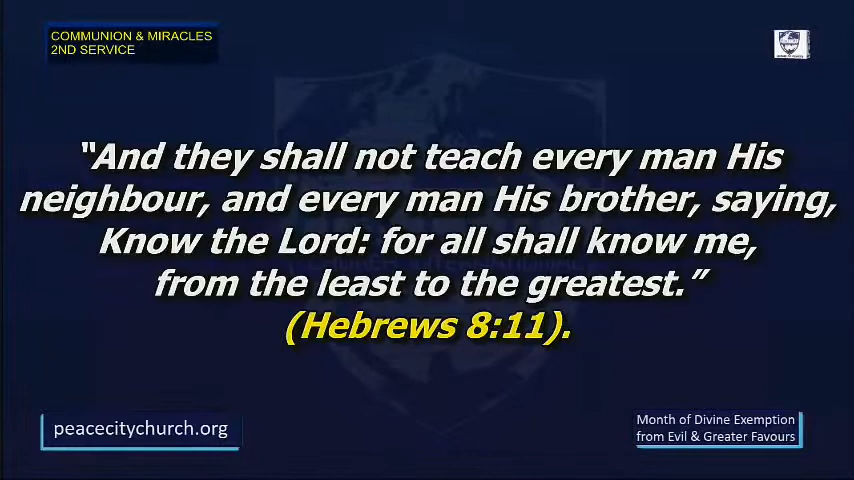 COMMUNION & MIRACLES
2ND SERVICE
“And they shall not teach every man His
neighbour, and every man His brother, saying,
Know the Lord: for all shall know me,
from the least to the greatest.”
(Hebrews 8:11).
peacecitychurch.org
Month of Divine Exemption
from Evil & Greater Favours